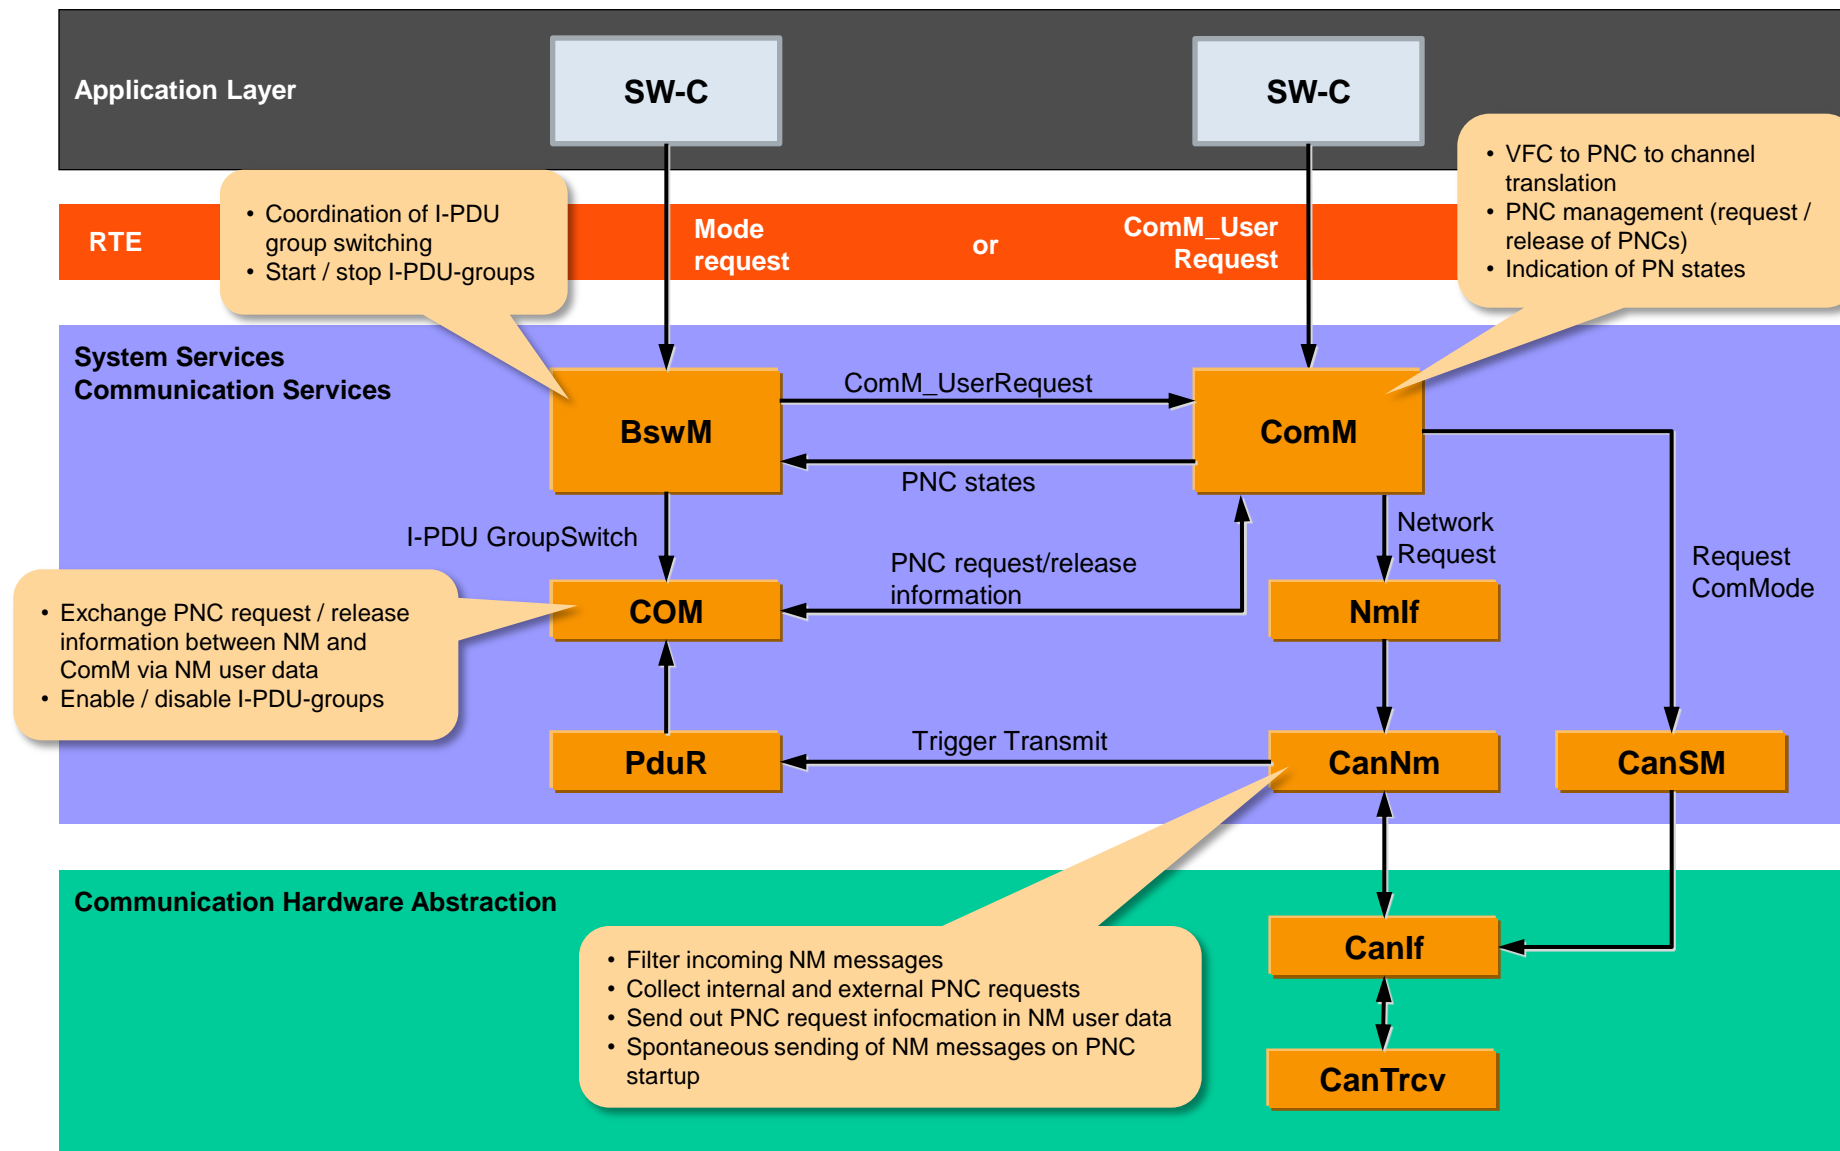 Application Layer
SW-C
SW-C
• VFC to PNC to channel
translation
• PNC management (request /
release of PNCs)
• Indication of PN states
• Coordination of I-PDU
group switching
• Start / stop I-PDU-groups
RTE
Mode
request
or
ComM_User
Request
System Services
Communication Services
BswM
ComM_UserRequest
ComM
PNC states
I-PDU GroupSwitch
PNC request/release
information
Network
Request
Request
ComMode
• Exchange PNC request / release
information between NM and
ComM via NM user data
• Enable / disable I-PDU-groups
COM
NmIf
PduR
Trigger Transmit
CanNm
CanSM
Communication Hardware Abstraction
• Filter incoming NM messages
• Collect internal and external PNC requests
• Send out PNC request infocmation in NM user data
• Spontaneous sending of NM messages on PNC
startup
CanIf
CanTrcv